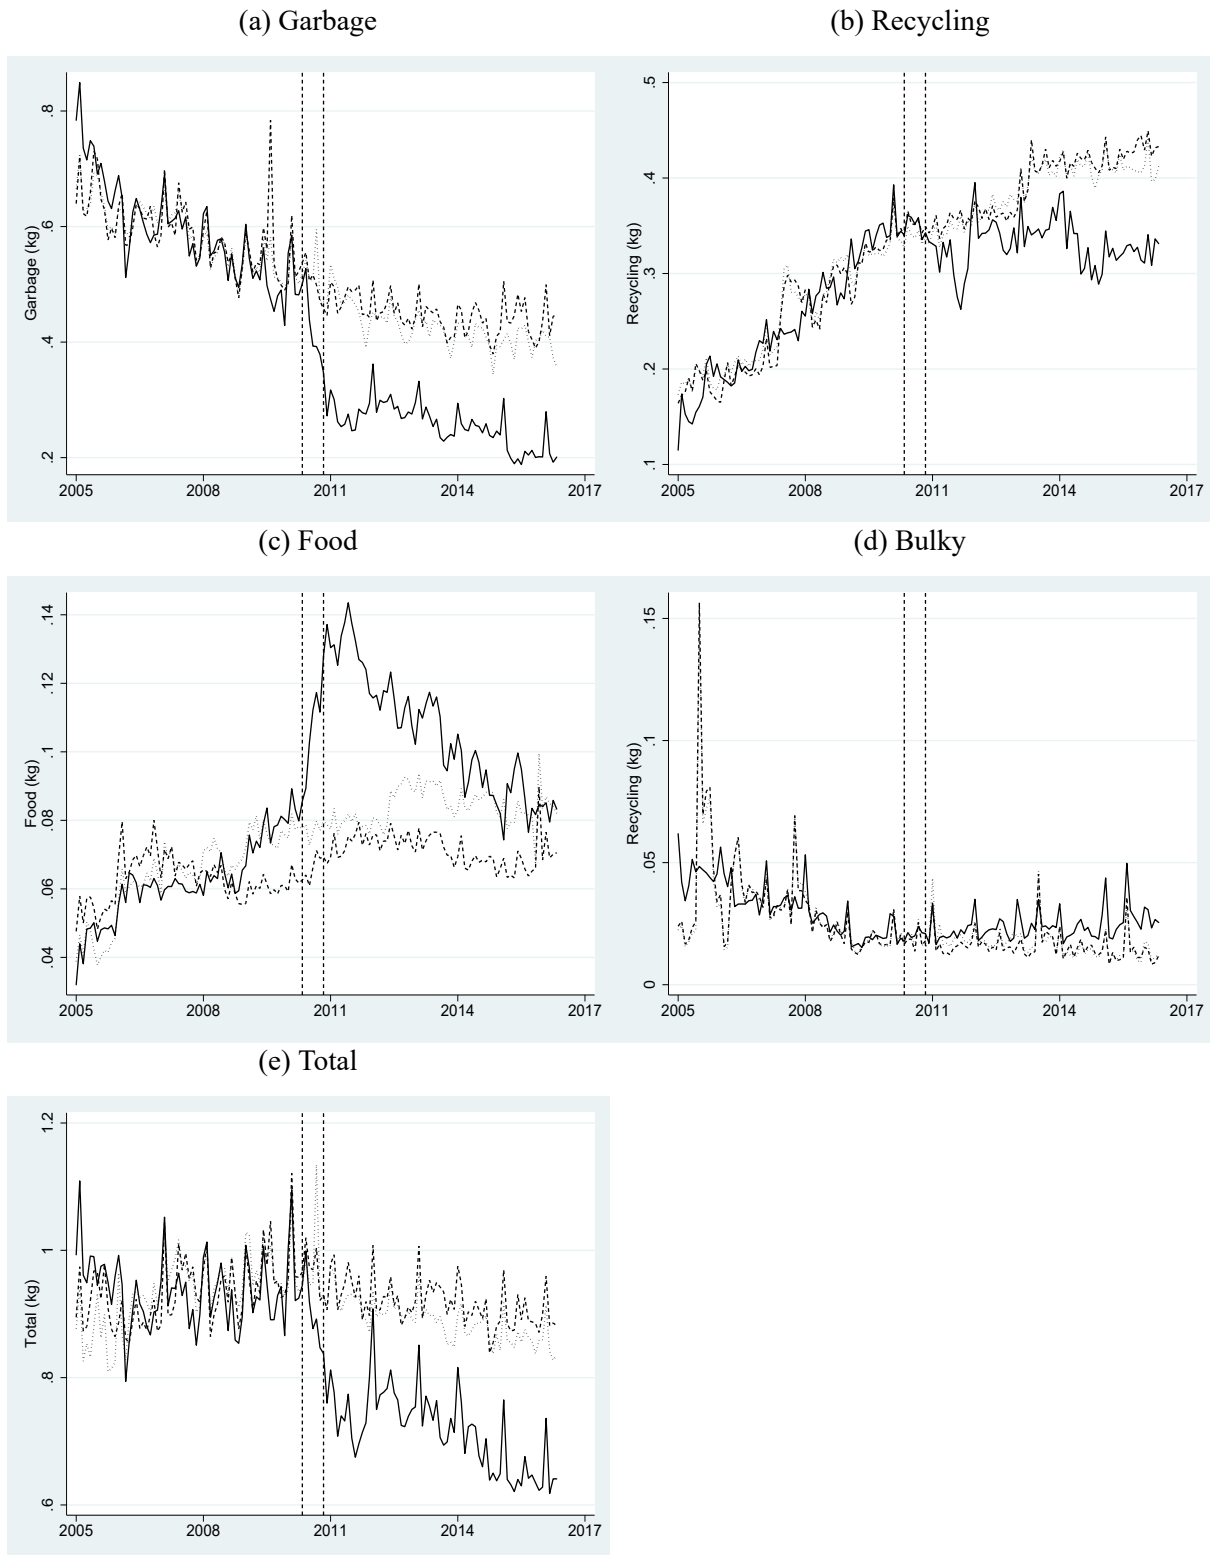 (a) Garbage
(b) Recycling
.8
.6
.4
.2
Garbage (kg)
2005 2008 2011 2014 2017
.5
.4
.3
.2
.1
Recycling (kg)
2005 2008 2011 2014 2017
(c) Food
(d) Bulky
.14
.12
.1
.08
.06
.04
Food (kg)
2005 2008 2011 2014 2017
.15
.1
.05
0
Recycling (kg)
2005 2008 2011 2014 2017
(e) Total
1.2
1
.8
.6
Total (kg)
2005 2008 2011 2014 2017